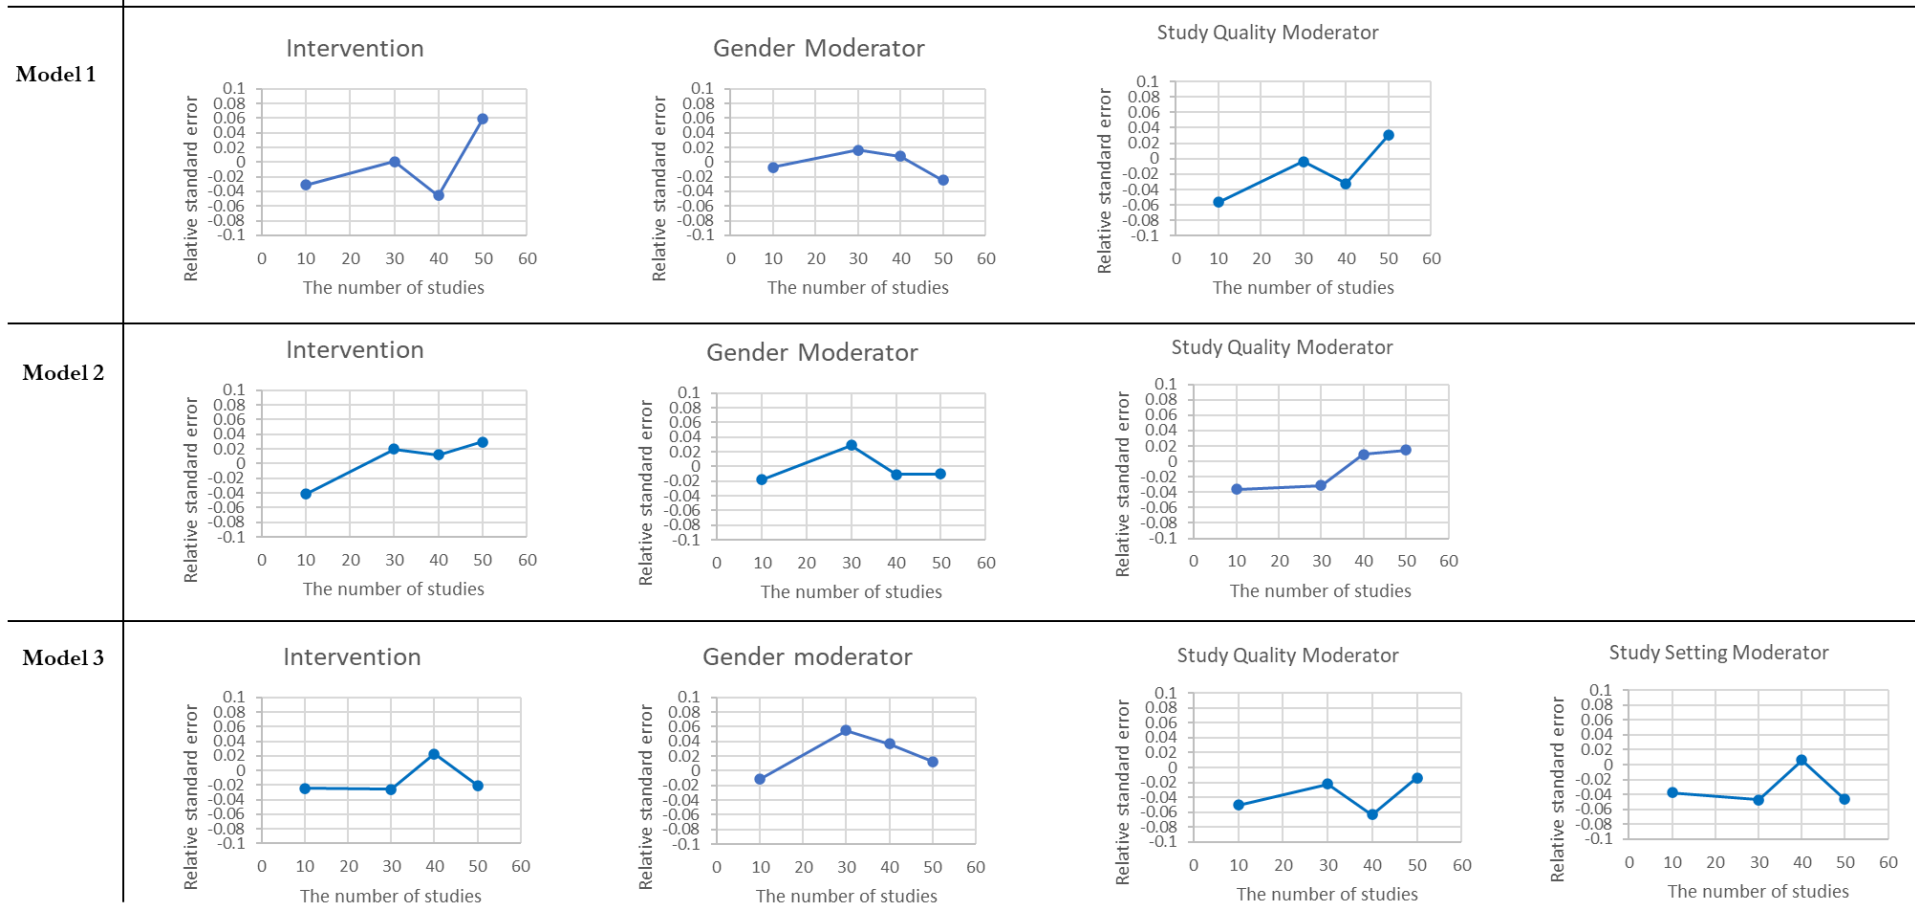 Model 1
Intervention
Relative standard error
0.1
0.08
0.06
0.04
0.02
0
-0.02
-0.04
-0.06
-0.08
-0.1
0 10 20 30 40 50 60
The number of studies
Gender Moderator
Relative standard error
0.1
0.08
0.06
0.04
0.02
0
-0.02
-0.04
-0.06
-0.08
-0.1
0 10 20 30 40 50 60
The number of studies
Study Quality Moderator
Relative standard error
0.1
0.08
0.06
0.04
0.02
0
-0.02
-0.04
-0.06
-0.08
-0.1
0 10 20 30 40 50 60
The number of studies
Model 2
Intervention
Relative standard error
0.1
0.08
0.06
0.04
0.02
0
-0.02
-0.04
-0.06
-0.08
-0.1
0 10 20 30 40 50 60
The number of studies
Gender Moderator
Relative standard error
0.1
0.08
0.06
0.04
0.02
0
-0.02
-0.04
-0.06
-0.08
-0.1
0 10 20 30 40 50 60
The number of studies
Study Quality Moderator
Relative standard error
0.1
0.08
0.06
0.04
0.02
0
-0.02
-0.04
-0.06
-0.08
-0.1
0 10 20 30 40 50 60
The number of studies
Model 3
Intervention
Relative standard error
0.1
0.08
0.06
0.04
0.02
0
-0.02
-0.04
-0.06
-0.08
-0.1
0 10 20 30 40 50 60
The number of studies
Gender moderator
Relative standard error
0.1
0.08
0.06
0.04
0.02
0
-0.02
-0.04
-0.06
-0.08
-0.1
0 10 20 30 40 50 60
The number of studies
Study Quality Moderator
Relative standard error
0.1
0.08
0.06
0.04
0.02
0
-0.02
-0.04
-0.06
-0.08
-0.1
0 10 20 30 40 50 60
The number of studies
Study Setting Moderator
Relative standard error
0.1
0.08
0.06
0.04
0.02
0
-0.02
-0.04
-0.06
-0.08
-0.1
0 10 20 30 40 50 60
The number of studies